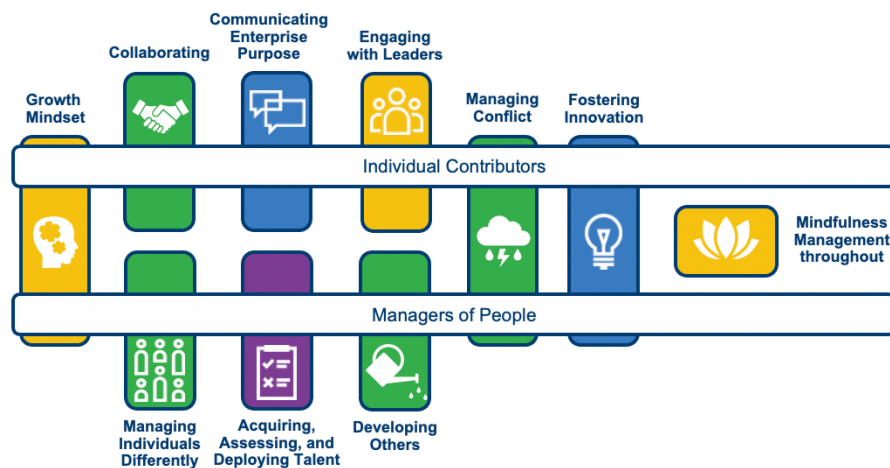 Communicating
Enterprise
Purpose
Collaborating
Engaging
with Leaders
Growth
Mindset
Managing
Conflict
Fostering
Innovation
Individual Contributors
Mindfulness
Management
throughout
Managers of People
Managing
Individuals
Differently
Acquiring,
Assessing, and
Deploying Talent
Developing
Others